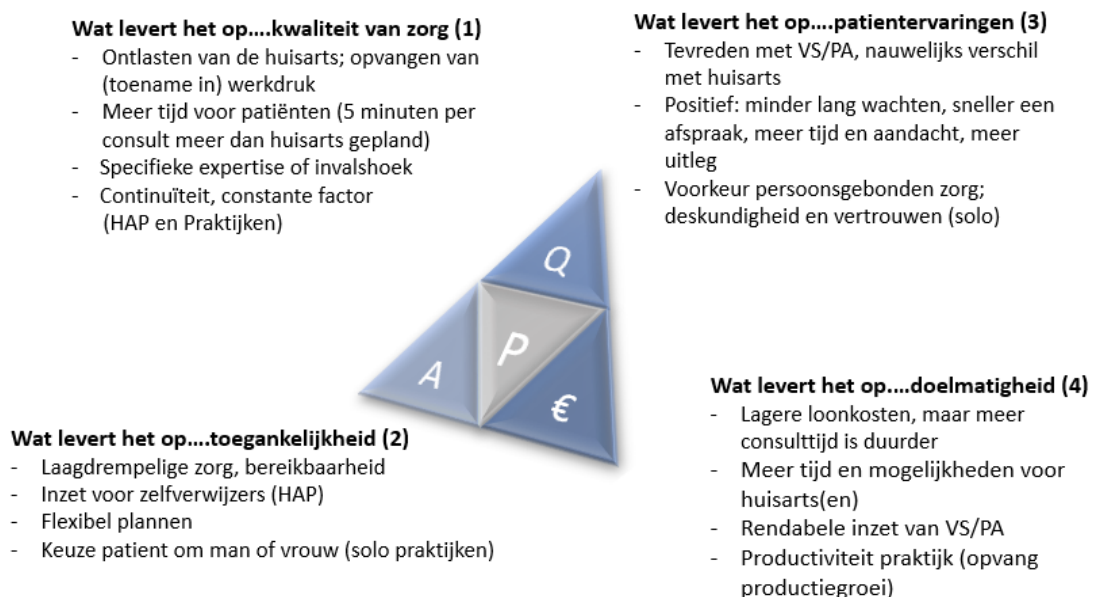 Wat levert het op....kwaliteit van zorg (1)
- Ontlasten van de huisarts; opvangen van
(toename in) werkdruk
- Meer tijd voor patiënten (5 minuten per
consult meer dan huisarts gepland)
- Specifieke expertise of invalshoek
- Continuïteit, constante factor
(HAP en Praktijken)
Wat levert het op....patientervaringen (3)
- Tevreden met VS/PA, nauwelijks verschil
met huisarts
- Positief: minder lang wachten, sneller een
afspraak, meer tijd en aandacht, meer
uitleg
- Voorkeur persoonsgebonden zorg;
deskundigheid en vertrouwen (solo)
Q
P
A
€
Wat levert het op....toegankelijkheid (2)
- Laagdrempelige zorg, bereikbaarheid
- Inzet voor zelfverwijzers (HAP)
- Flexibel plannen
- Keuze patient om man of vrouw (solo praktijken)
Wat levert het op....doelmatigheid (4)
- Lagere loonkosten, maar meer
consulttijd is duurder
- Meer tijd en mogelijkheden voor
huisarts(en)
- Rendabele inzet van VS/PA
- Productiviteit praktijk (opvang
productiegroei)